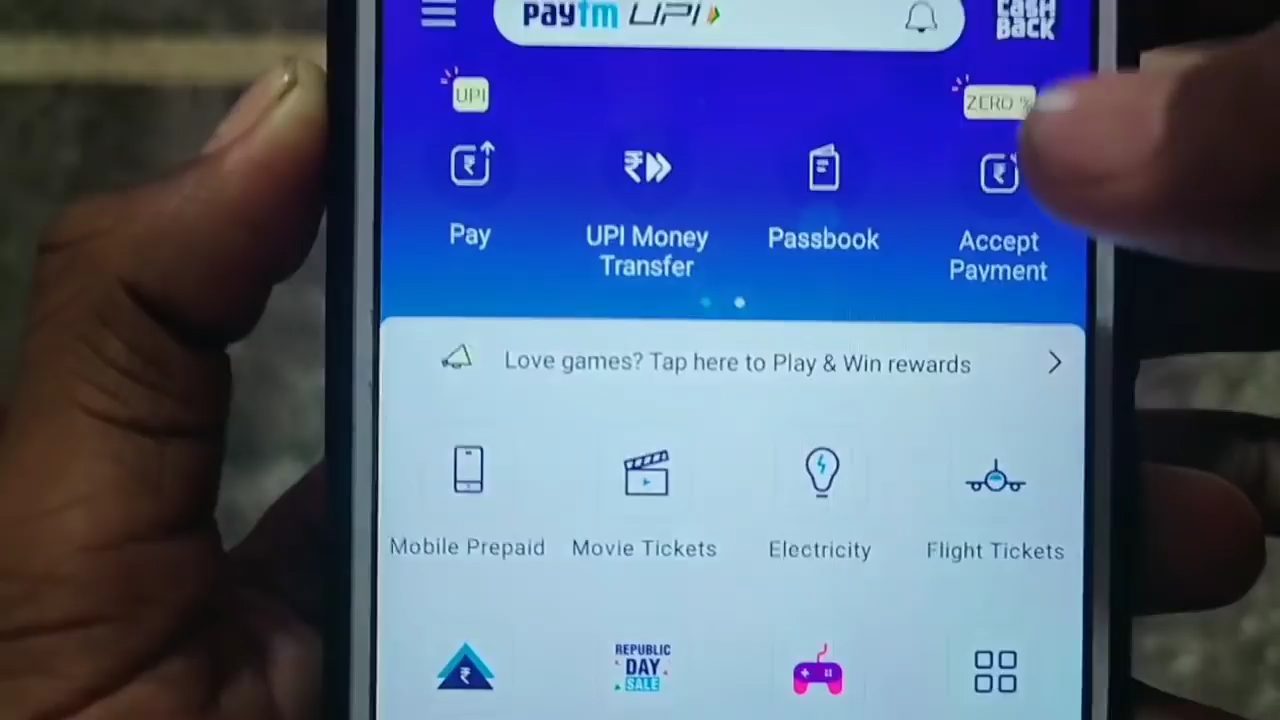 paytm UPI
CASH
BACK
UPI
ZERO %
Pay
UPI Money
Transfer
Passbook
Accept
Payment
Love games? Tap here to Play & Win rewards
Mobile Prepaid
Movie Tickets
Electricity
Flight Tickets
REPUBLIC
DAY
SALE